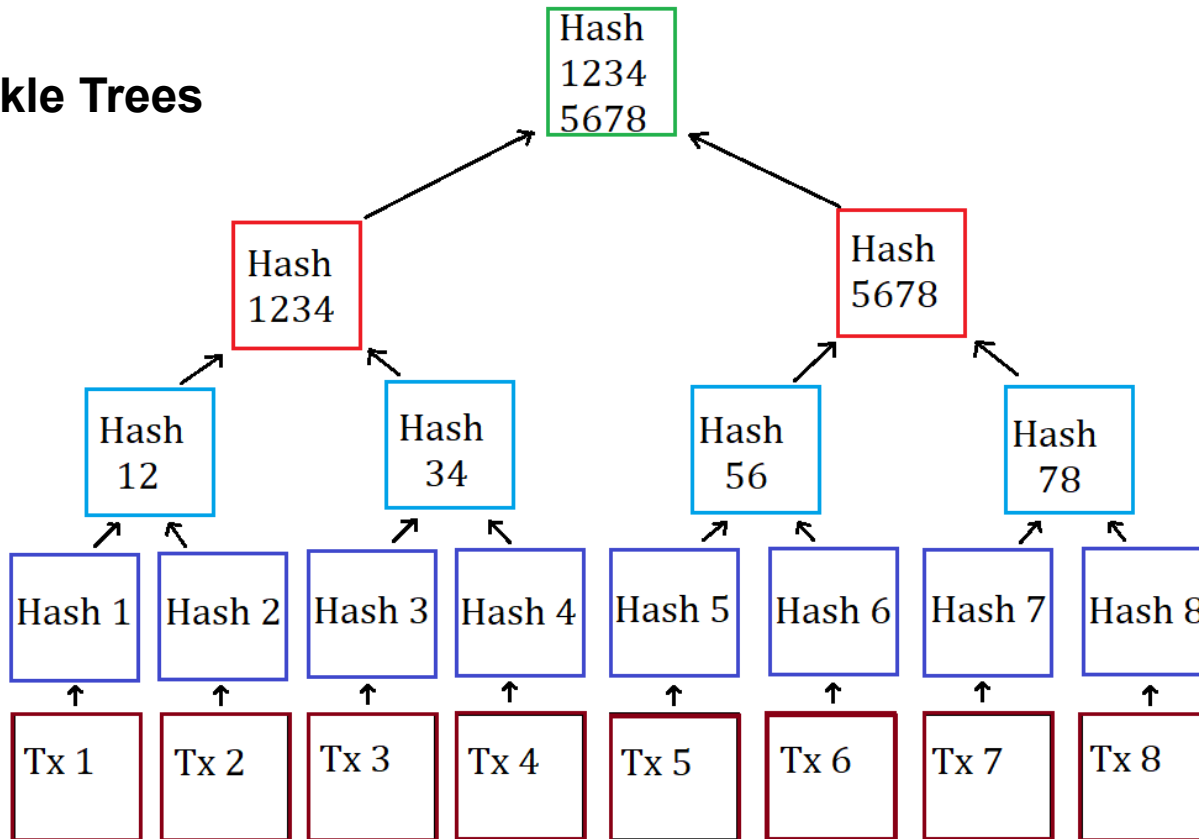 kle Trees
Hash
1234
5678
Hash
1234
Hash
5678
Hash
12
Hash
34
Hash
56
Hash
78
Hash 1
Hash 2
Hash 3
Hash 4
Hash 5
Hash 6
Hash 7
Hash 8
Tx 1
Tx 2
Tx 3
Tx 4
Tx 5
Tx 6
Tx 7
Tx 8